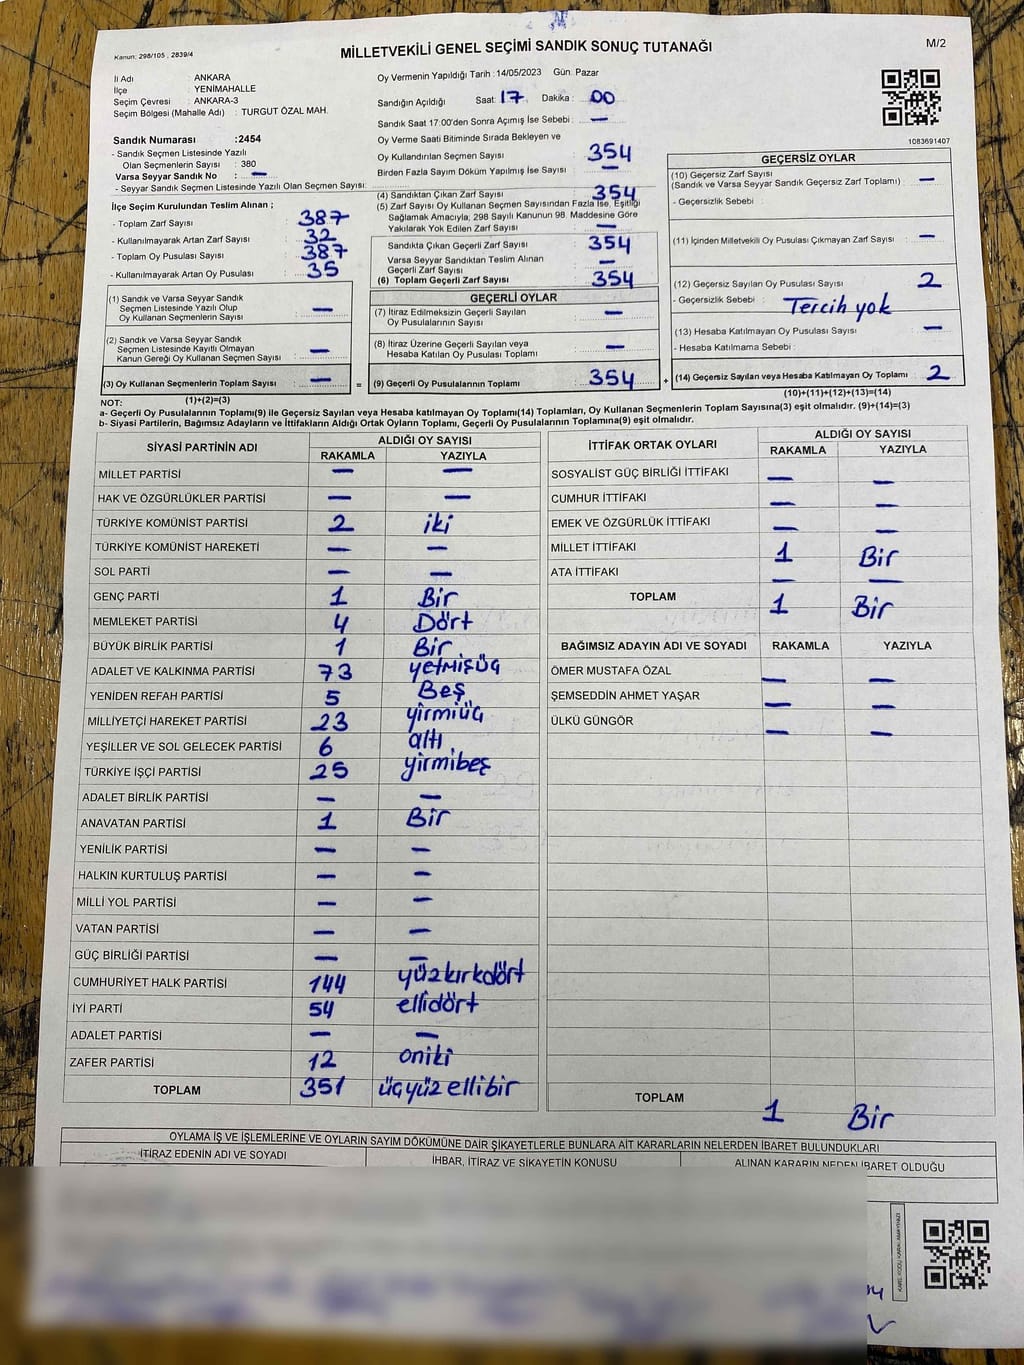 Kanun: 298/105 , 2839/4
MİLLETVEKİLİ GENEL SEÇİMİ SANDIK SONUÇ TUTANAĞI
M/2
İl Adı : ANKARA
İlçe : YENİMAHALLE
Seçim Çevresi : ANKARA-3
Seçim Bölgesi (Mahalle Adı) : TURGUT ÖZAL MAH.
Sandık Numarası :2454
- Sandık Seçmen Listesinde Yazılı
Olan Seçmenlerin Sayısı : 380
Varsa Seyyar Sandık No : —
- Seyyar Sandık Seçmen Listesinde Yazılı Olan Seçmen Sayısı:
İlçe Seçim Kurulundan Teslim Alınan ;
- Toplam Zarf Sayısı : 387
- Kullanılmayarak Artan Zarf Sayısı : 32
- Toplam Oy Pusulası Sayısı : 387
- Kullanılmayarak Artan Oy Pusulası : 35
Oy Vermenin Yapıldığı Tarih : 14/05/2023 Gün: Pazar
Sandığın Açıldığı Saat: 17 Dakika : 00
Sandık Saat 17:00'den Sonra Açımış İse Sebebi : —
Oy Verme Saati Bitiminde Sırada Bekleyen ve
Oy Kullandırılan Seçmen Sayısı : 354
Birden Fazla Sayım Döküm Yapılmış İse Sayısı : —
(4) Sandıktan Çıkan Zarf Sayısı : 354
(5) Zarf Sayısı Oy Kullanan Seçmen Sayısından Fazla İse, Eşitliği
Sağlamak Amacıyla, 298 Sayılı Kanunun 98. Maddesine Göre
Yakılarak Yok Edilen Zarf Sayısı : —
Sandıkta Çıkan Geçerli Zarf Sayısı : 354
Varsa Seyyar Sandıktan Teslim Alınan
Geçerli Zarf Sayısı : —
(6) Toplam Geçerli Zarf Sayısı : 354
1083691407
GEÇERSİZ OYLAR
(10) Geçersiz Zarf Sayısı : —
(Sandık ve Varsa Seyyar Sandık Geçersiz Zarf Toplamı)
- Geçersizlik Sebebi :
(11) İçinden Milletvekili Oy Pusulası Çıkmayan Zarf Sayısı : —
(12) Geçersiz Sayılan Oy Pusulası Sayısı : 2
- Geçersizlik Sebebi : Tercih yok
(13) Hesaba Katılmayan Oy Pusulası Sayısı : —
- Hesaba Katılmama Sebebi :
(14) Geçersiz Sayılan veya Hesaba Katılmayan Oy Toplamı : 2
(10)+(11)+(12)+(13)=(14)
(1) Sandık ve Varsa Seyyar Sandık
Seçmen Listesinde Yazılı Olup
Oy Kullanan Seçmenlerin Sayısı : —
(2) Sandık ve Varsa Seyyar Sandık
Seçmen Listesinde Kayıtlı Olmayan
Kanun Gereği Oy Kullanan Seçmen Sayısı : —
(3) Oy Kullanan Seçmenlerin Toplam Sayısı : — =
(1)+(2)=(3)
GEÇERLİ OYLAR
(7) İtiraz Edilmeksizin Geçerli Sayılan
Oy Pusulalarının Sayısı : —
(8) İtiraz Üzerine Geçerli Sayılan veya
Hesaba Katılan Oy Pusulası Toplamı : —
(9) Geçerli Oy Pusulalarının Toplamı : 354 +
NOT:
a- Geçerli Oy Pusulalarının Toplamı(9) ile Geçersiz Sayılan veya Hesaba katılmayan Oy Toplamı(14) Toplamları, Oy Kullanan Seçmenlerin Toplam Sayısına(3) eşit olmalıdır. (9)+(14)=(3)
b- Siyasi Partilerin, Bağımsız Adayların ve İttifakların Aldığı Ortak Oyların Toplamı, Geçerli Oy Pusulalarının Toplamına(9) eşit olmalıdır.
SİYASİ PARTİNİN ADI ALDIĞI OY SAYISI
RAKAMLA YAZIYLA
MİLLET PARTİSİ — —
HAK VE ÖZGÜRLÜKLER PARTİSİ — —
TÜRKİYE KOMÜNİST PARTİSİ 2 iki
TÜRKİYE KOMÜNİST HAREKETİ — —
SOL PARTİ — —
GENÇ PARTİ 1 Bir
MEMLEKET PARTİSİ 4 Dört
BÜYÜK BİRLİK PARTİSİ 1 Bir
ADALET VE KALKINMA PARTİSİ 73 yetmişüç
YENİDEN REFAH PARTİSİ 5 Beş
MİLLİYETÇİ HAREKET PARTİSİ 23 yirmiüç
YEŞİLLER VE SOL GELECEK PARTİSİ 6 altı
TÜRKİYE İŞÇİ PARTİSİ 25 yirmibeş
ADALET BİRLİK PARTİSİ — —
ANAVATAN PARTİSİ 1 Bir
YENİLİK PARTİSİ — —
HALKIN KURTULUŞ PARTİSİ — —
MİLLİ YOL PARTİSİ — —
VATAN PARTİSİ — —
GÜÇ BİRLİĞİ PARTİSİ — —
CUMHURİYET HALK PARTİSİ 144 yüzkırkdört
İYİ PARTİ 54 ellidört
ADALET PARTİSİ — —
ZAFER PARTİSİ 12 oniki
TOPLAM 351 üçyüz ellibir
İTTİFAK ORTAK OYLARI ALDIĞI OY SAYISI
RAKAMLA YAZIYLA
SOSYALİST GÜÇ BİRLİĞİ İTTİFAKI — —
CUMHUR İTTİFAKI — —
EMEK VE ÖZGÜRLÜK İTTİFAKI — —
MİLLET İTTİFAKI 1 Bir
ATA İTTİFAKI — —
TOPLAM 1 Bir
BAĞIMSIZ ADAYIN ADI VE SOYADI RAKAMLA YAZIYLA
ÖMER MUSTAFA ÖZAL — —
ŞEMSEDDİN AHMET YAŞAR — —
ÜLKÜ GÜNGÖR — —
TOPLAM 1 Bir
OYLAMA İŞ VE İŞLEMLERİNE VE OYLARIN SAYIM DÖKÜMÜNE DAİR ŞİKAYETLERLE BUNLARA AİT KARARLARIN NELERDEN İBARET BULUNDUKLARI
İTİRAZ EDENİN ADI VE SOYADI İHBAR, İTİRAZ VE ŞİKAYETİN KONUSU ALINAN KARARIN NEDEN İBARET OLDUĞU